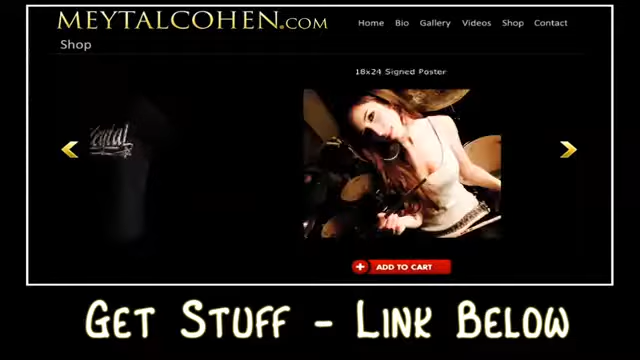 MEYTALCOHEN.COM
Home Bio Gallery Videos Shop Contact
Shop
18x24 Signed Poster
ADD TO CART
GET STUFF - LINK BELOW